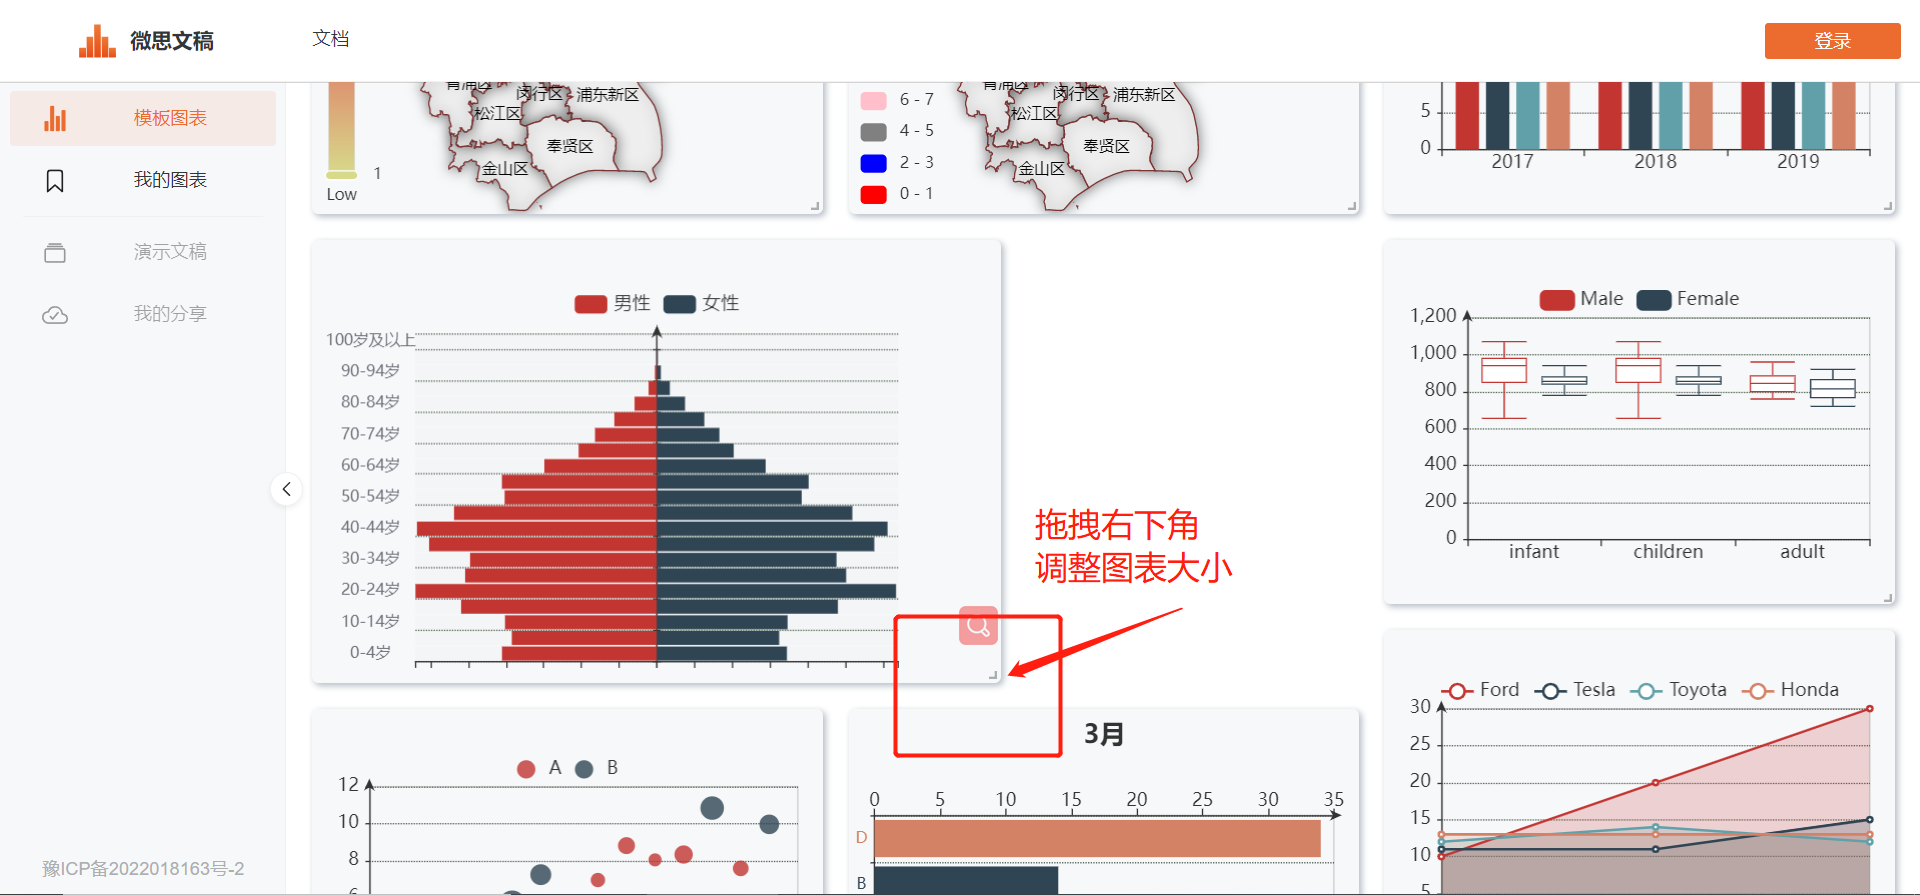 微思文稿
文档
登录
模板图表
我的图表
演示文稿
我的分享
豫ICP备2022018163号-2
1
Low
青浦区
闵行区
浦东新区
松江区
奉贤区
金山区
6 - 7
4 - 5
2 - 3
0 - 1
青浦区
闵行区
浦东新区
松江区
奉贤区
金山区
5
0
2017
2018
2019
男性
女性
100岁及以上
90-94岁
80-84岁
70-74岁
60-64岁
50-54岁
40-44岁
30-34岁
20-24岁
10-14岁
0-4岁
拖拽右下角
调整图表大小
Male
Female
1,200
1,000
800
600
400
200
0
infant
children
adult
A
B
12
10
8
6
3月
0
5
10
15
20
25
30
35
D
B
Ford
Tesla
Toyota
Honda
30
25
20
15
10
5